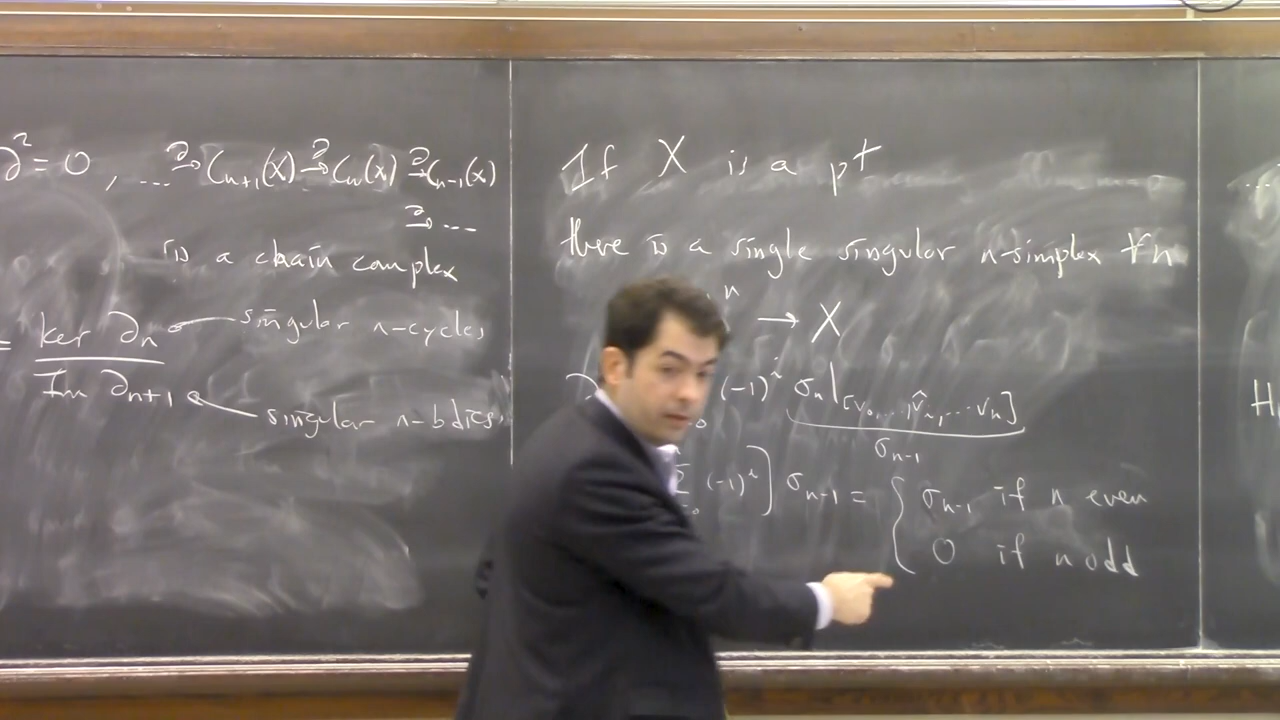 ∂² = 0 , ... →∂ Cₙ₊₁(X) →∂ Cₙ(X) →∂ Cₙ₋₁(X)
→∂ ...
is a chain complex
= ker ∂ₙ singular n-cycles
Im ∂ₙ₊₁ singular n-bdries
If X is a pt
there is a single singular n-simplex ∀n
n → X
∂ (-1)ⁱ σₙ|[v₀...,v̂ᵢ,...vₙ]
σₙ₋₁
Σ (-1)ⁱ] σₙ₋₁ = { σₙ₋₁ if n even
0 if n odd
...
H